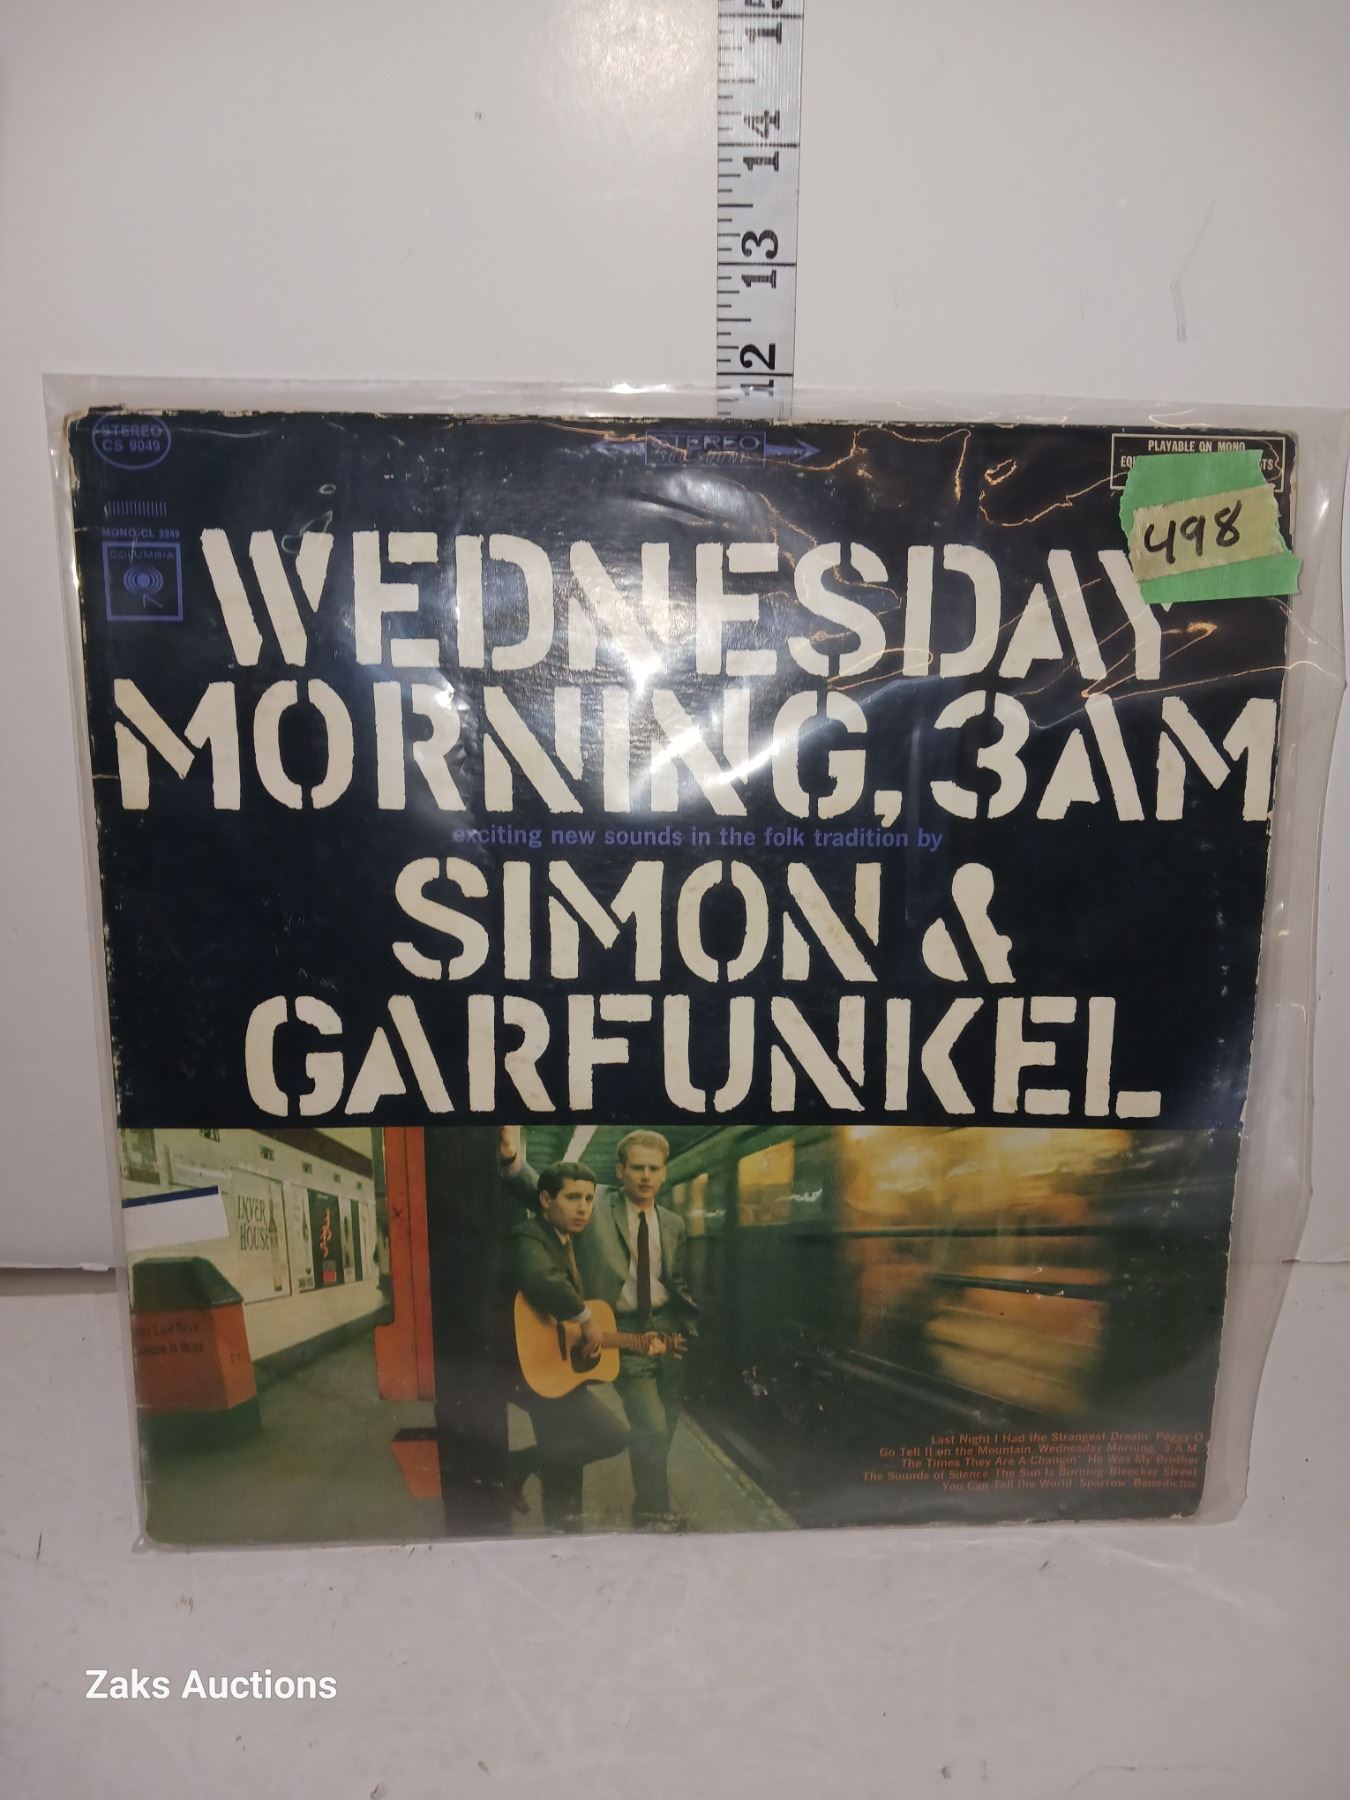 15
14
13
12
STEREO
CS 9049
STEREO
PLAYABLE ON MONO
498
MONO-CL 2249
COLUMBIA
WEDNESDAY
MORNING, 3AM
exciting new sounds in the folk tradition by
SIMON &
GARFUNKEL
INVER
HOUSE
Last Night I Had the Strangest Dream Peggy-O
Go Tell It on the Mountain Wednesday Morning, 3 A.M.
The Times They Are A-Changin' He Was My Brother
The Sounds of Silence The Sun Is Burning Bleecker Street
You Can Tell the World Sparrow Benedictus
Zaks Auctions